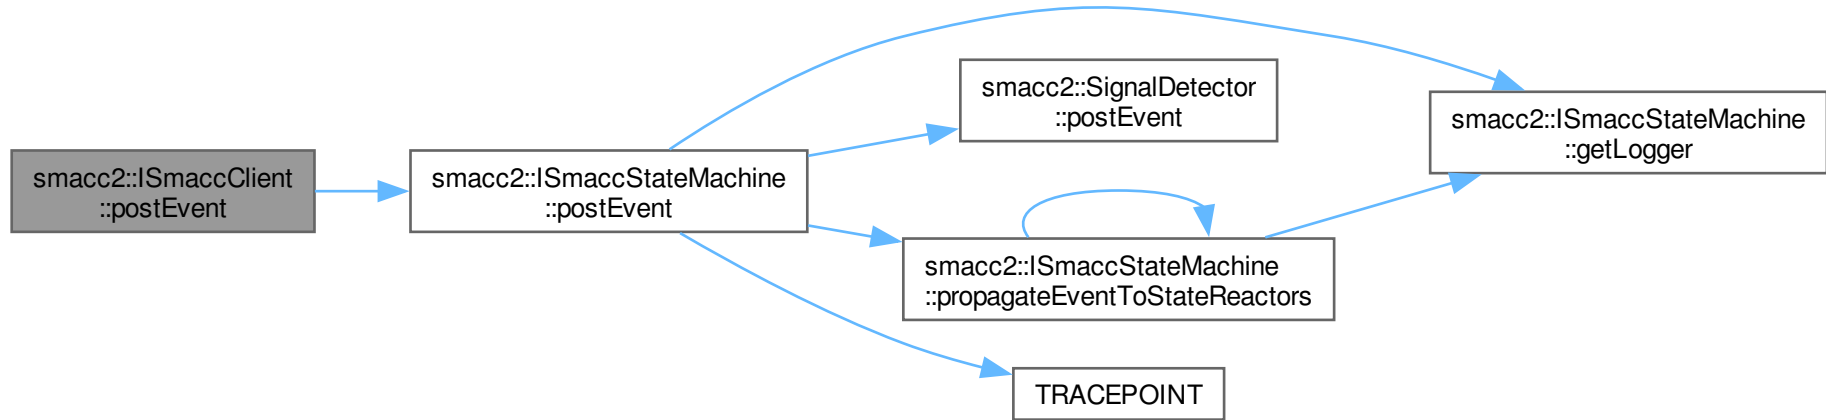 smacc2::ISmaccClient
::postEvent
smacc2::ISmaccStateMachine
::postEvent
smacc2::SignalDetector
::postEvent
smacc2::ISmaccStateMachine
::propagateEventToStateReactors
TRACEPOINT
smacc2::ISmaccStateMachine
::getLogger